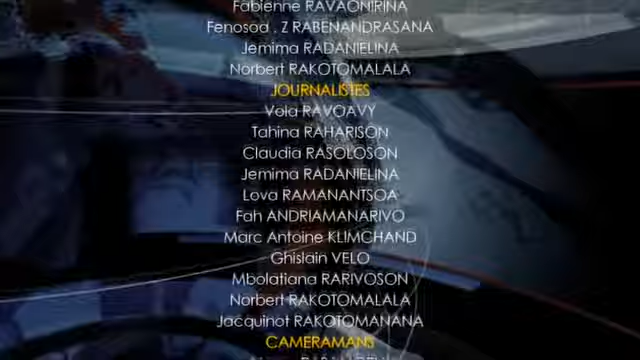 Fabienne RAVAONIRINA
Fenosoa . Z RABENANDRASANA
Jemima RADANIELINA
Norbert RAKOTOMALALA
JOURNALISTES
Vola RAVOAVY
Tahina RAHARISON
Claudia RASOLOSON
Jemima RADANIELINA
Lova RAMANANTSOA
Fah ANDRIAMANARIVO
Marc Antoine KLIMCHAND
Ghislain VELO
Mbolatiana RARIVOSON
Norbert RAKOTOMALALA
Jacquinot RAKOTOMANANA
CAMERAMANS